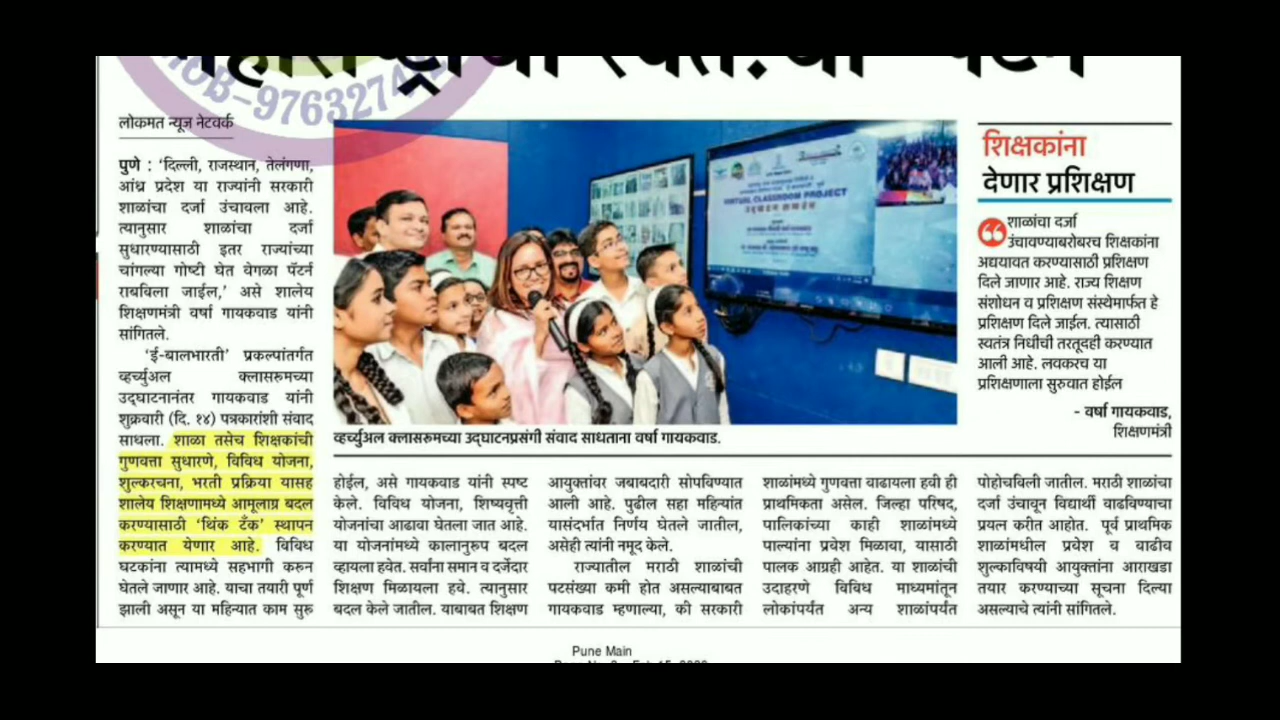 MOB-976327
लोकमत न्यूज नेटवर्क
पुणे : ‘दिल्ली, राजस्थान, तेलंगणा,
आंध्र प्रदेश या राज्यांनी सरकारी
शाळांचा दर्जा उंचावला आहे.
त्यानुसार शाळांचा दर्जा
सुधारण्यासाठी इतर राज्यांच्या
चांगल्या गोष्टी घेत वेगळा पॅटर्न
राबविला जाईल,’ असे शालेय
शिक्षणमंत्री वर्षा गायकवाड यांनी
सांगितले.
‘ई-बालभारती’ प्रकल्पांतर्गत
व्हर्च्युअल क्लासरूमच्या
उद्घाटनानंतर गायकवाड यांनी
शुक्रवारी (दि. १४) पत्रकारांशी संवाद
साधला. शाळा तसेच शिक्षकांची
गुणवत्ता सुधारणे, विविध योजना,
शुल्करचना, भरती प्रक्रिया यासह
शालेय शिक्षणामध्ये आमूलाग्र बदल
करण्यासाठी ‘थिंक टँक’ स्थापन
करण्यात येणार आहे. विविध
घटकांना त्यामध्ये सहभागी करून
घेतले जाणार आहे. याचा तयारी पूर्ण
झाली असून या महिन्यात काम सुरू
VIRTUAL CLASSROOM PROJECT
व्हर्च्युअल क्लासरूमच्या उद्घाटनप्रसंगी संवाद साधताना वर्षा गायकवाड.
होईल, असे गायकवाड यांनी स्पष्ट
केले. विविध योजना, शिष्यवृत्ती
योजनांचा आढावा घेतला जात आहे.
या योजनांमध्ये कालानुरूप बदल
व्हायला हवेत. सर्वांना समान व दर्जेदार
शिक्षण मिळायला हवे. त्यानुसार
बदल केले जातील. याबाबत शिक्षण
आयुक्तांवर जबाबदारी सोपविण्यात
आली आहे. पुढील सहा महिन्यांत
यासंदर्भात निर्णय घेतले जातील,
असेही त्यांनी नमूद केले.
राज्यातील मराठी शाळांची
पटसंख्या कमी होत असल्याबाबत
गायकवाड म्हणाल्या, की सरकारी
शाळांमध्ये गुणवत्ता वाढायला हवी ही
प्राथमिकता असेल. जिल्हा परिषद,
पालिकांच्या काही शाळांमध्ये
पाल्यांना प्रवेश मिळावा, यासाठी
पालक आग्रही आहेत. या शाळांची
उदाहरणे विविध माध्यमांतून
लोकांपर्यंत अन्य शाळांपर्यंत
पोहोचविली जातील. मराठी शाळांचा
दर्जा उंचावून विद्यार्थी वाढविण्याचा
प्रयत्न करीत आहोत. पूर्व प्राथमिक
शाळांमधील प्रवेश व वाढीव
शुल्काविषयी आयुक्तांना आराखडा
तयार करण्याच्या सूचना दिल्या
असल्याचे त्यांनी सांगितले.
शिक्षकांना
देणार प्रशिक्षण
शाळांचा दर्जा
उंचावण्याबरोबरच शिक्षकांना
अद्ययावत करण्यासाठी प्रशिक्षण
दिले जाणार आहे. राज्य शिक्षण
संशोधन व प्रशिक्षण संस्थेमार्फत हे
प्रशिक्षण दिले जाईल. त्यासाठी
स्वतंत्र निधीची तरतूदही करण्यात
आली आहे. लवकरच या
प्रशिक्षणाला सुरुवात होईल
- वर्षा गायकवाड,
शिक्षणमंत्री
Pune Main